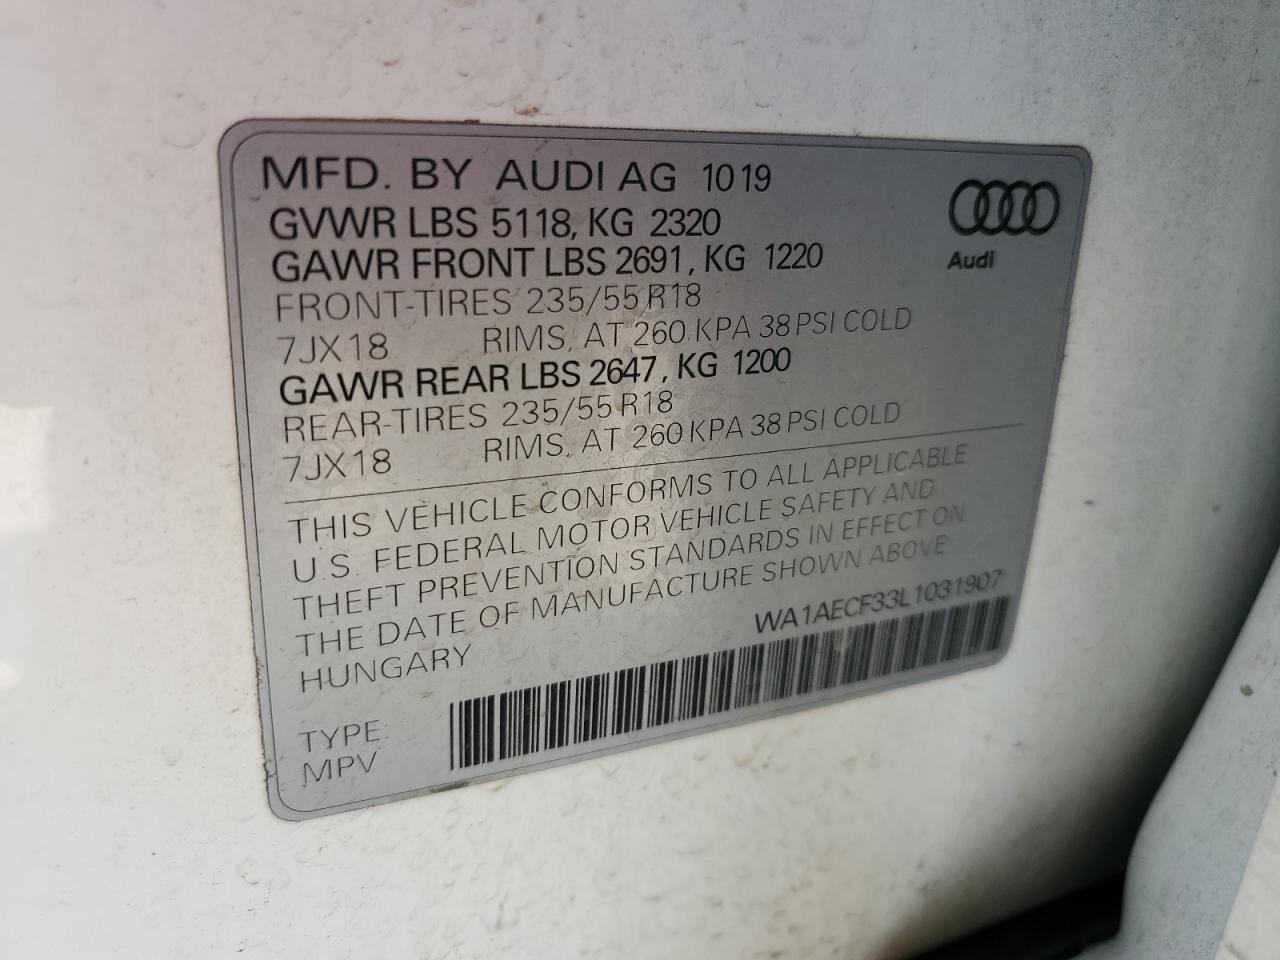 MFD. BY AUDI AG 1019
GVWR LBS 5118, KG 2320
GAWR FRONT LBS 2691, KG 1220
FRONT-TIRES 235/55 R18
7JX18 RIMS, AT 260 KPA 38 PSI COLD
GAWR REAR LBS 2647, KG 1200
REAR-TIRES 235/55 R18
7JX18 RIMS, AT 260 KPA 38 PSI COLD
Audi
THIS VEHICLE CONFORMS TO ALL APPLICABLE
U.S. FEDERAL MOTOR VEHICLE SAFETY AND
THEFT PREVENTION STANDARDS IN EFFECT ON
THE DATE OF MANUFACTURE SHOWN ABOVE
HUNGARY
WA1AECF33L1031907
TYPE:
MPV